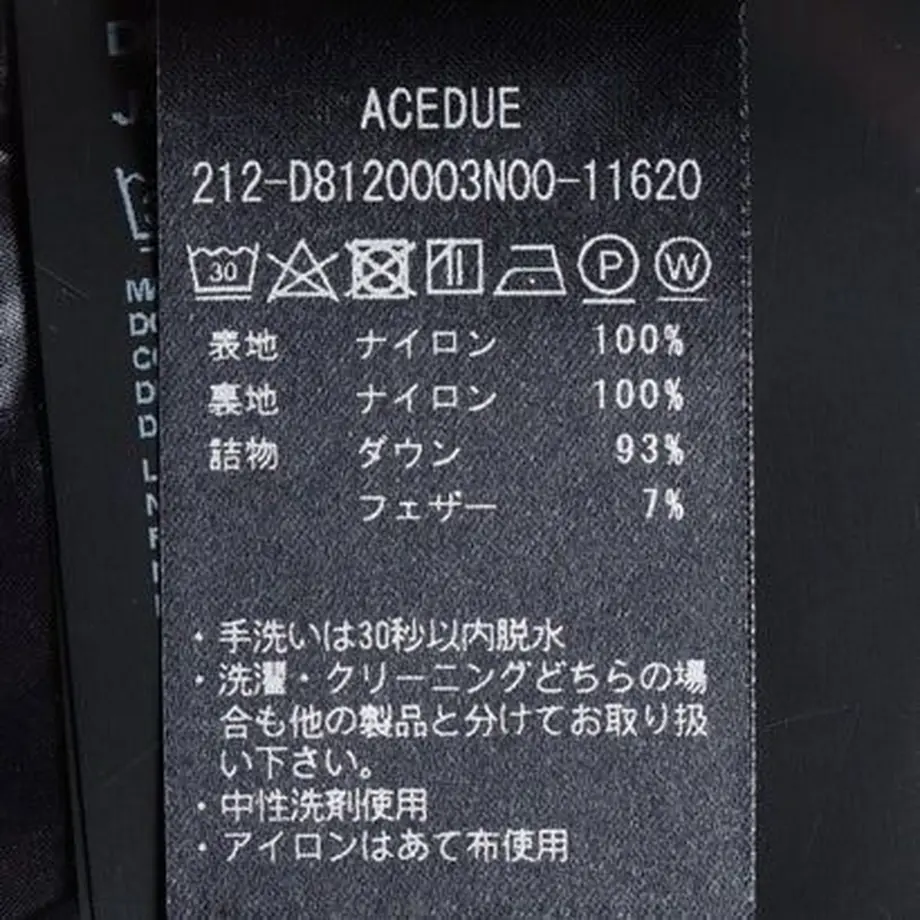 ACEDUE
212-D8120003N00-11620
30 P W
表地 ナイロン 100%
裏地 ナイロン 100%
詰物 ダウン 93%
フェザー 7%
・手洗いは30秒以内脱水
・洗濯・クリーニングどちらの場
合も他の製品と分けてお取り扱
い下さい。
・中性洗剤使用
・アイロンはあて布使用